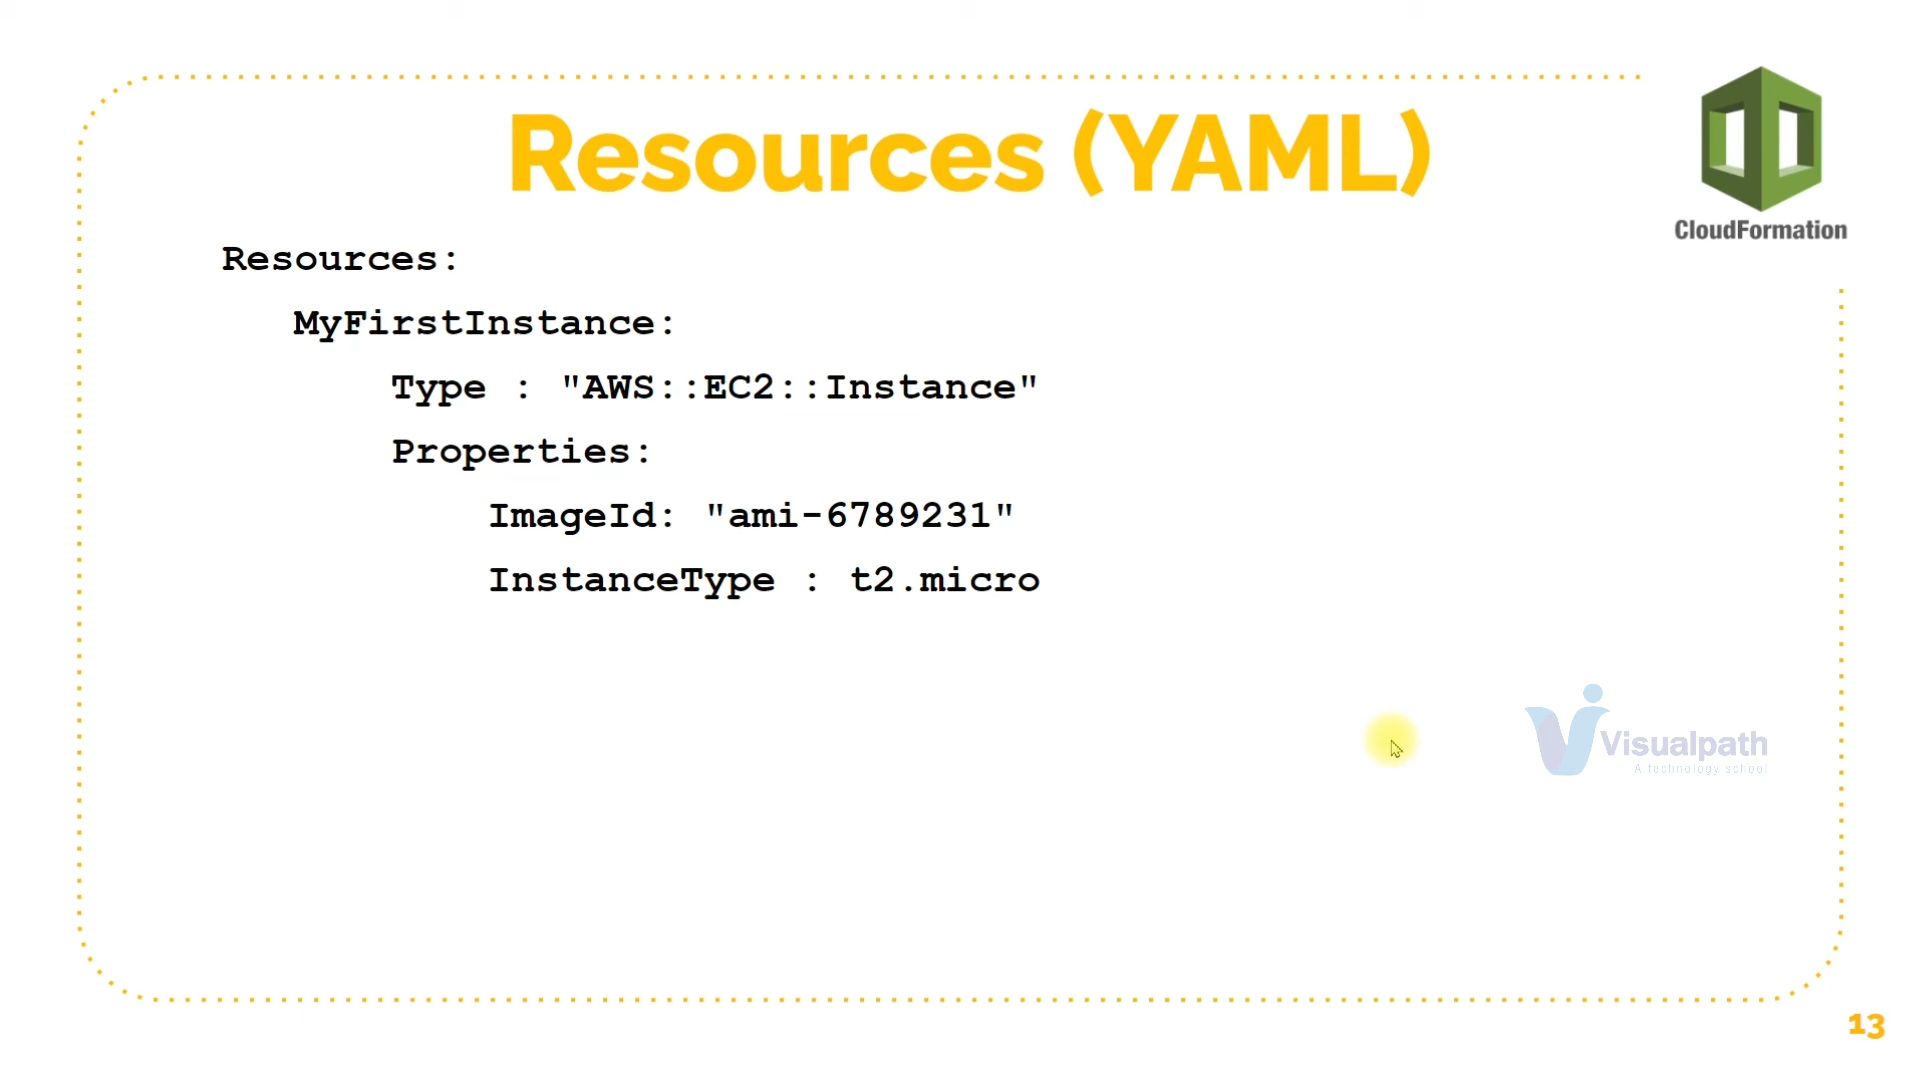 Resources (YAML)
CloudFormation
Resources:
MyFirstInstance:
Type : "AWS::EC2::Instance"
Properties:
ImageId: "ami-6789231"
InstanceType : t2.micro
Visualpath
A technology school
13